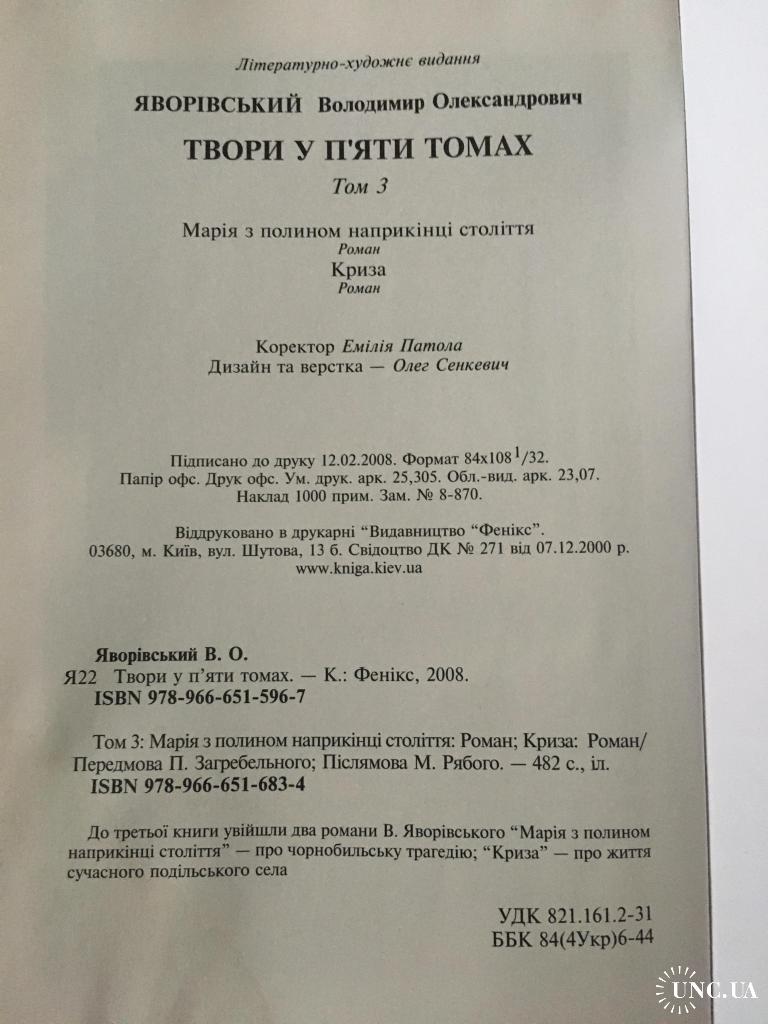 Літературно-художнє видання
ЯВОРІВСЬКИЙ Володимир Олександрович
ТВОРИ У П'ЯТИ ТОМАХ
Том 3
Марія з полином наприкінці століття
Роман
Криза
Роман
Коректор Емілія Патола
Дизайн та верстка — Олег Сенкевич
Підписано до друку 12.02.2008. Формат 84х108 1/32.
Папір офс. Друк офс. Ум. друк. арк. 25,305. Обл.-вид. арк. 23,07.
Наклад 1000 прим. Зам. № 8-870.
Віддруковано в друкарні “Видавництво “Фенікс”.
03680, м. Київ, вул. Шутова, 13 б. Свідоцтво ДК № 271 від 07.12.2000 р.
www.kniga.kiev.ua
Яворівський В. О.
Я22 Твори у п’яти томах. — К.: Фенікс, 2008.
ISBN 978-966-651-596-7
Том 3: Марія з полином наприкінці століття: Роман; Криза: Роман/
Передмова П. Загребельного; Післямова М. Рябого. — 482 с., іл.
ISBN 978-966-651-683-4
До третьої книги увійшли два романи В. Яворівського “Марія з полином
наприкінці століття” — про чорнобильську трагедію; “Криза” — про життя
сучасного подільського села
УДК 821.161.2-31
ББК 84(4Укр)6-44
UNC.UA